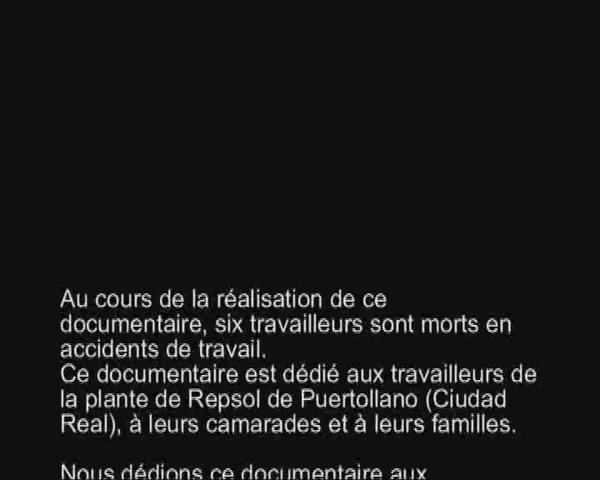 Au cours de la réalisation de ce
documentaire, six travailleurs sont morts en
accidents de travail.
Ce documentaire est dédié aux travailleurs de
la plante de Repsol de Puertollano (Ciudad
Real), à leurs camarades et à leurs familles.
Nous dédions ce documentaire aux